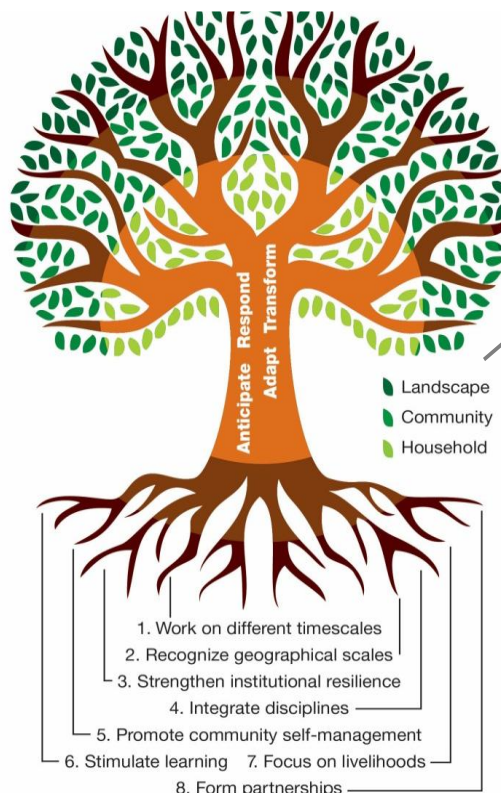 Anticipate Respond
Adapt Transform
Landscape
Community
Household
1. Work on different timescales
2. Recognize geographical scales
3. Strengthen institutional resilience
4. Integrate disciplines
5. Promote community self-management
6. Stimulate learning 7. Focus on livelihoods
8. Form partnerships